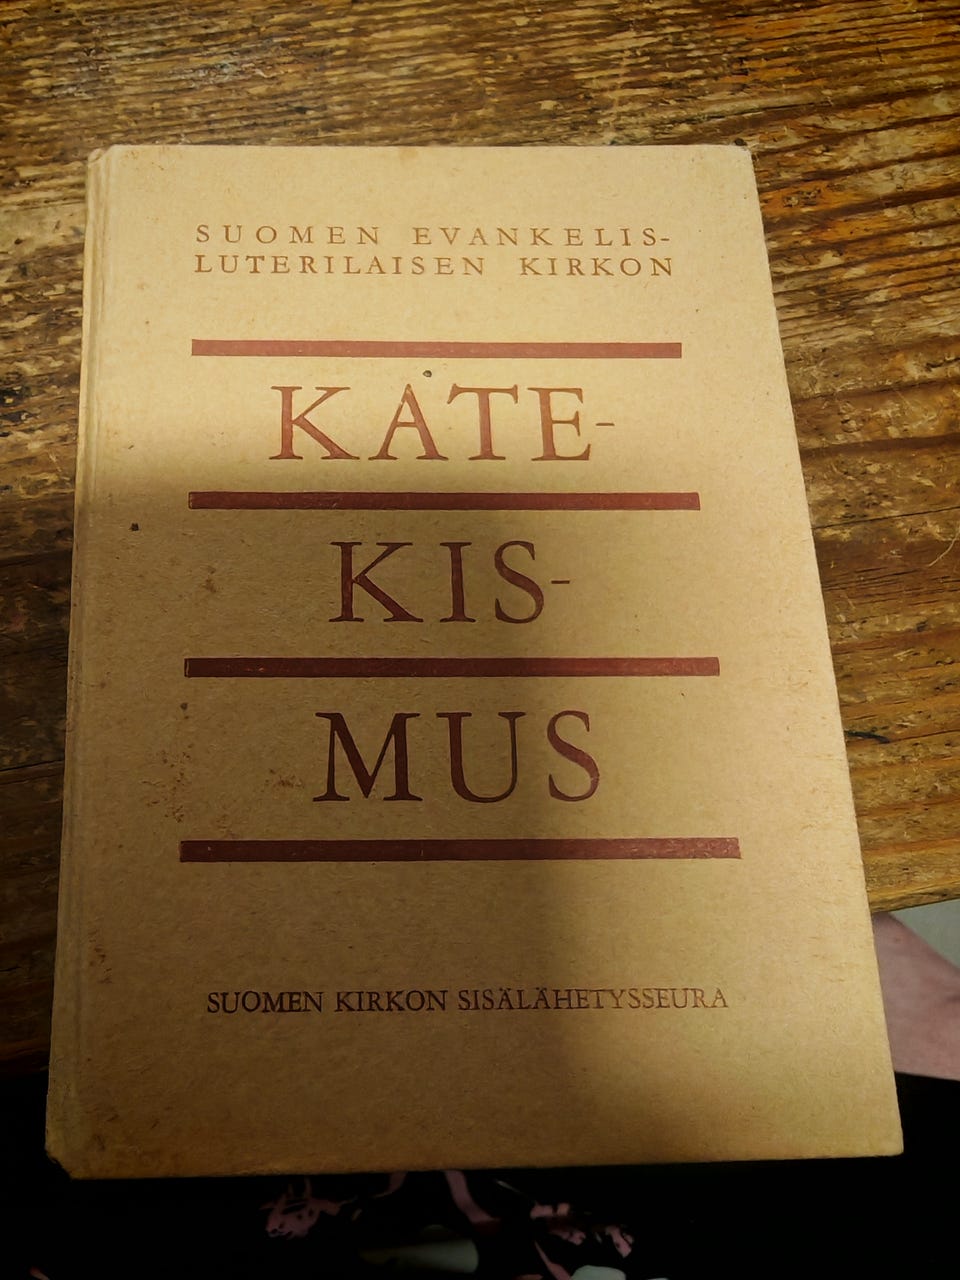 SUOMEN EVANKELIS-
LUTERILAISEN KIRKON
KATE-
KIS-
MUS
SUOMEN KIRKON SISÄLÄHETYSSEURA